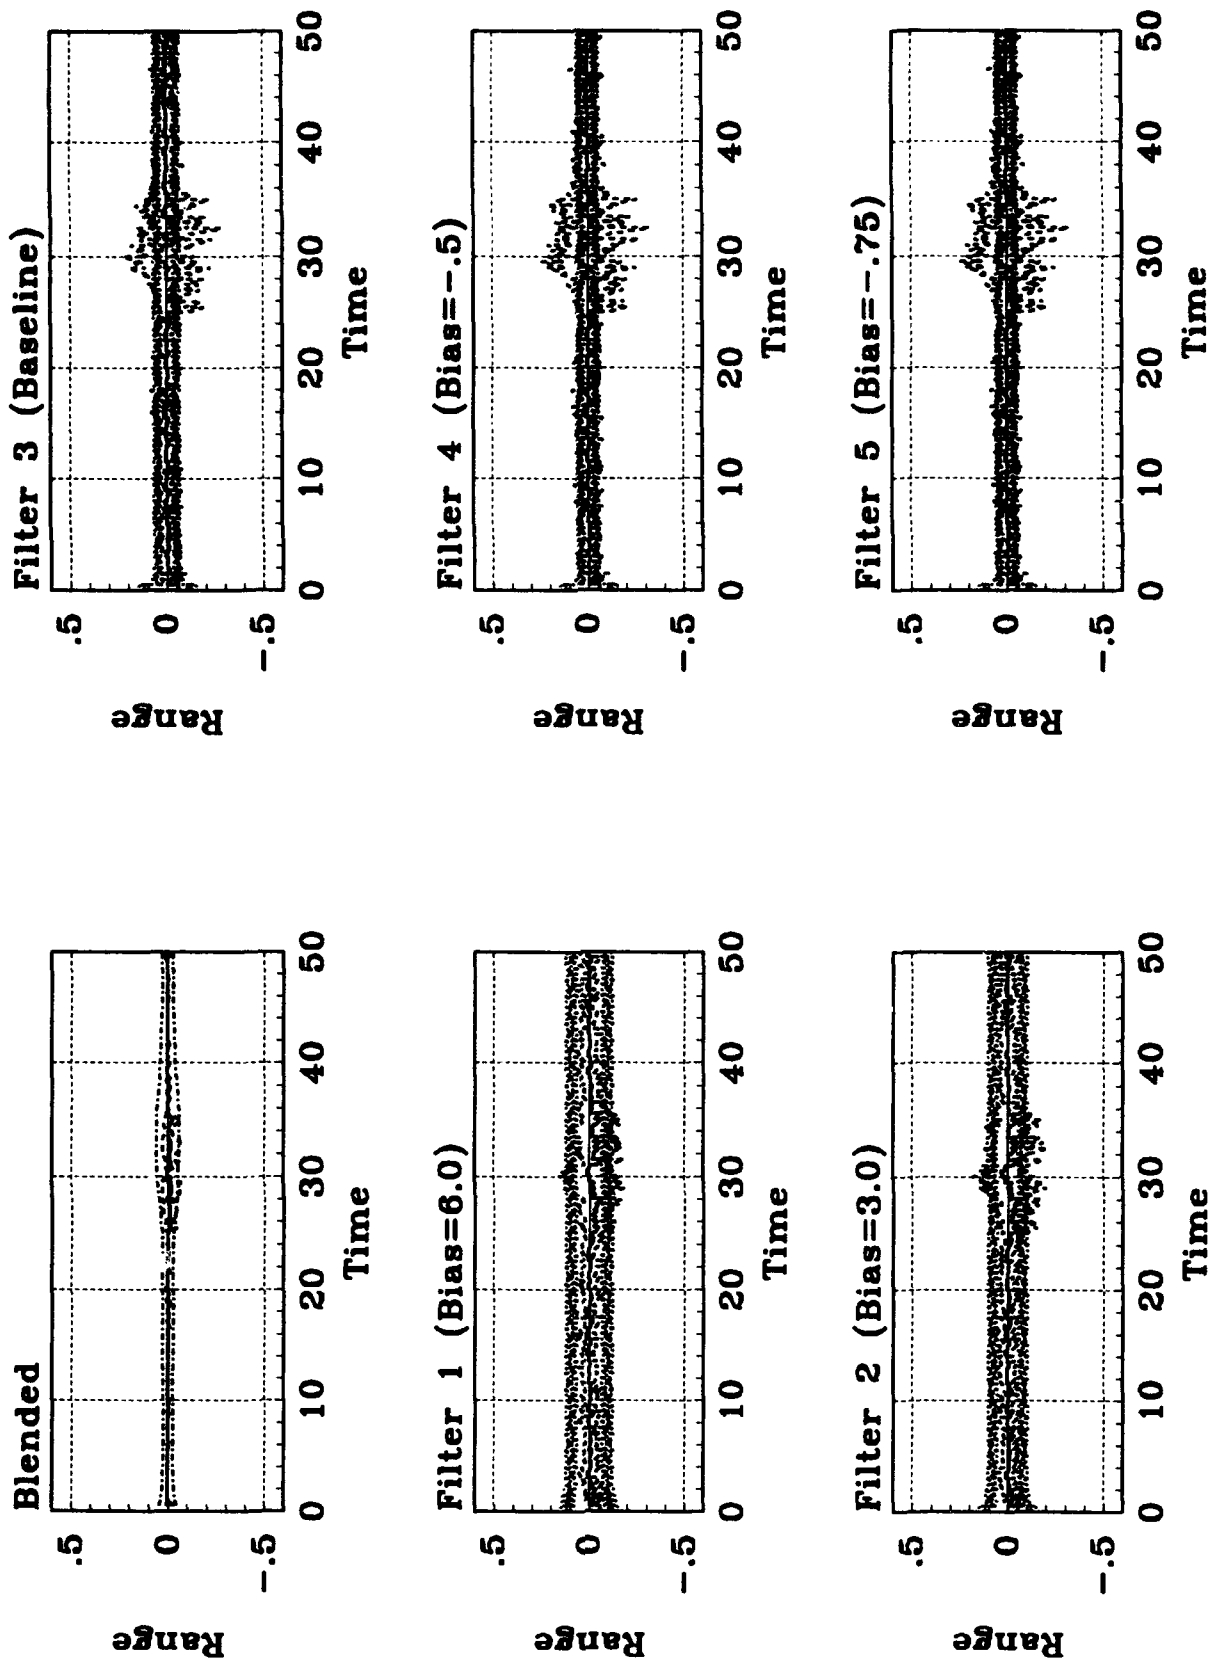 Blended
Range
.5
0
-.5
0 10 20 30 40 50
Time
Filter 3 (Baseline)
Range
.5
0
-.5
0 10 20 30 40 50
Time
Filter 1 (Bias=6.0)
Range
.5
0
-.5
0 10 20 30 40 50
Time
Filter 4 (Bias=-.5)
Range
.5
0
-.5
0 10 20 30 40 50
Time
Filter 2 (Bias=3.0)
Range
.5
0
-.5
0 10 20 30 40 50
Time
Filter 5 (Bias=-.75)
Range
.5
0
-.5
0 10 20 30 40 50
Time